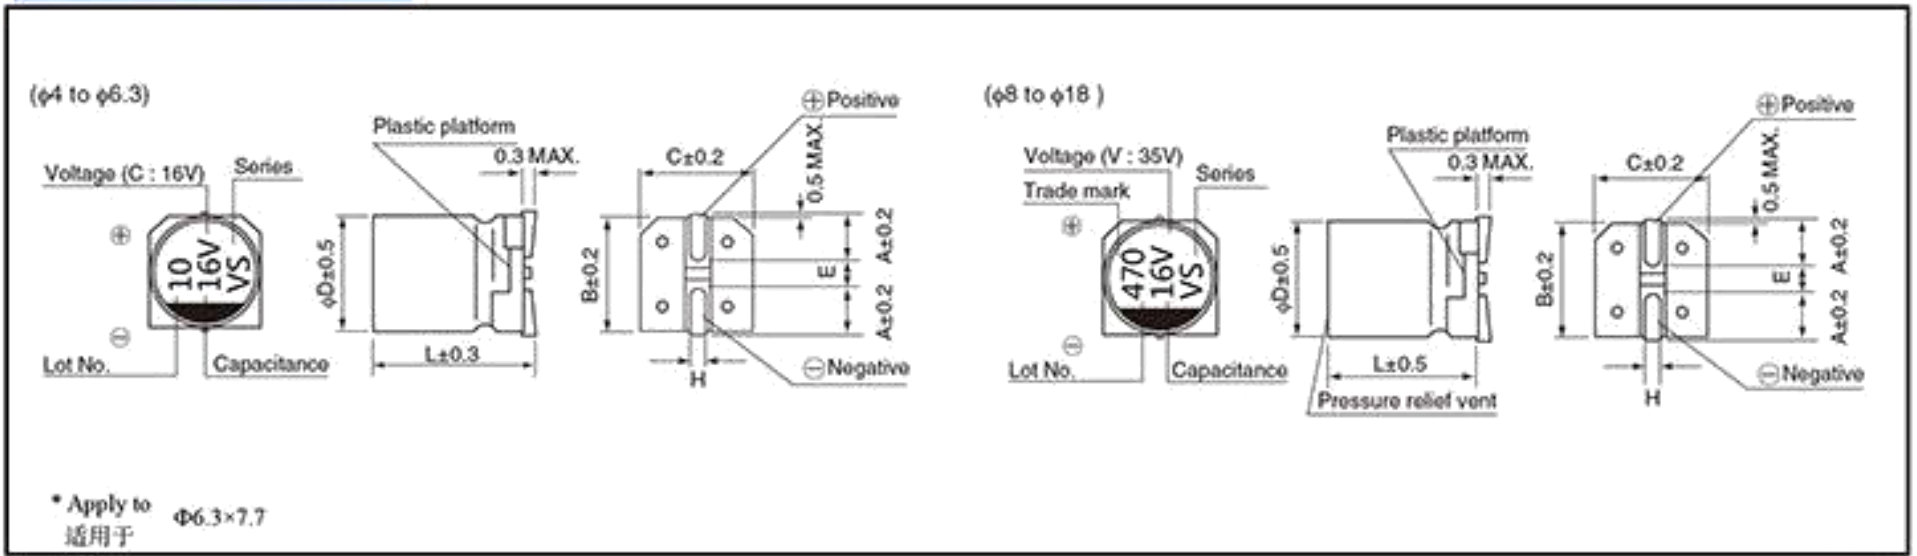 (ϕ4 to ϕ6.3)
Voltage (C : 16V)
Series
⊕
10
16V
VS
⊖
Lot No.
Capacitance
Plastic platform
0.3 MAX.
ϕD±0.5
L±0.3
C±0.2
⊕Positive
0.5 MAX.
B±0.2
A±0.2
E
A±0.2
H
⊖Negative
(ϕ8 to ϕ18 )
Voltage (V : 35V)
Trade mark
Series
⊕
470
16V
VS
⊖
Lot No.
Capacitance
Plastic platform
0.3 MAX.
ϕD±0.5
L±0.5
Pressure relief vent
C±0.2
⊕Positive
0.5 MAX.
B±0.2
A±0.2
E
A±0.2
H
⊖Negative
* Apply to Φ6.3×7.7
适用于